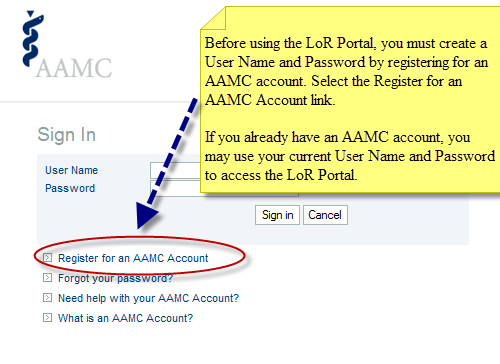 AAMC
Before using the LoR Portal, you must create a
User Name and Password by registering for an
AAMC account. Select the Register for an
AAMC Account link.
If you already have an AAMC account, you
may use your current User Name and Password
to access the LoR Portal.
Sign In
User Name
Password
Sign in Cancel
Register for an AAMC Account
Forgot your password?
Need help with your AAMC Account?
What is an AAMC Account?